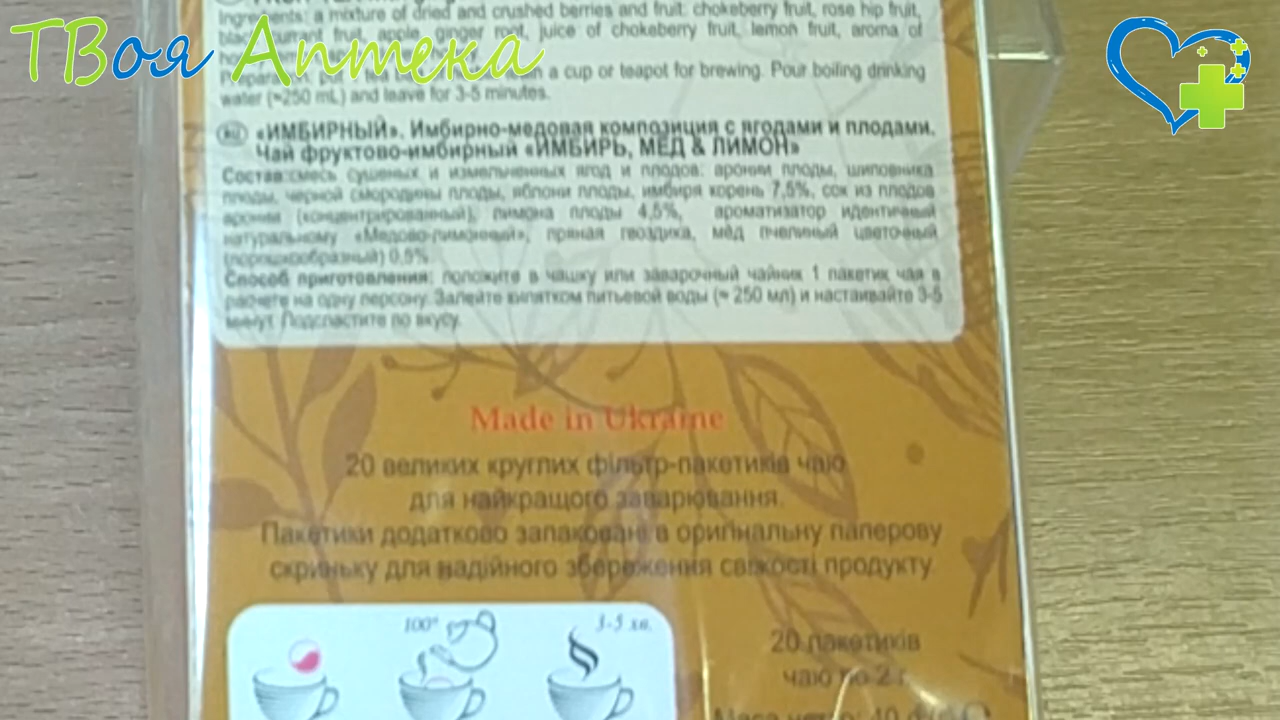 ТВоя Аптека
Ingredients: a mixture of dried and crushed berries and fruit: chokeberry fruit, rose hip fruit,
fruit, apple, ginger root, juice of chokeberry fruit, lemon fruit, aroma of
a cup or teapot for brewing. Pour boiling drinking
water (≈250 mL) and leave for 3-5 minutes.
«ИМБИРНЫЙ». Имбирно-медовая композиция с ягодами и плодами.
Чай фруктово-имбирный «ИМБИРЬ, МЕД & ЛИМОН»
Состав: смесь сушеных и измельченных ягод и плодов: аронии плоды, шиповника
плоды, черной смородины плоды, яблони плоды, имбиря корень 7,5%, сок из плодов
аронии (концентрированный), лимона плоды 4,5%, ароматизатор идентичный
натуральному «Медово-лимонный», пряная гвоздика, мёд пчелиный цветочный
(порошкообразный) 0,5%.
Способ приготовления: положите в чашку или заварочный чайник 1 пакетик чая в
расчете на одну персону. Залейте кипятком питьевой воды (≈ 250 мл) и настаивайте 3-5
минут. Подсластите по вкусу.
Made in Ukraine
20 великих круглих фільтр-пакетиків чаю
для найкращого заварювання.
Пакетики додатково запаковані в оригінальну паперову
скриньку для надійного збереження свіжості продукту.
100°
3-5 хв.
20 пакетиків
чаю по 2 г.
Маса нетто: 40